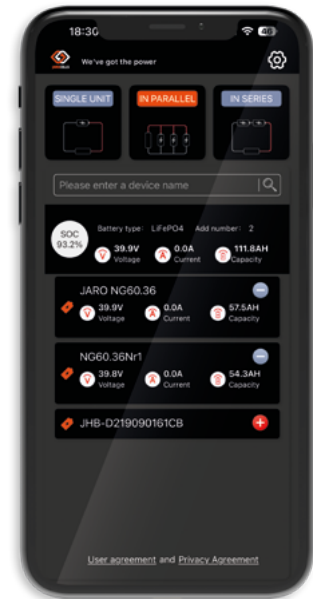 18:30
46
We've got the power
SINGLE UNIT
IN PARALLEL
IN SERIES
Please enter a device name
SOC
93.2%
Battery type: LiFePO4 Add number: 2
39.9V
Voltage
0.0A
Current
111.8AH
Capacity
JARO NG60.36
39.9V
Voltage
0.0A
Current
57.5AH
Capacity
NG60.36Nr1
39.8V
Voltage
0.0A
Current
54.3AH
Capacity
JHB-D219090161CB
User agreement and Privacy Agreement